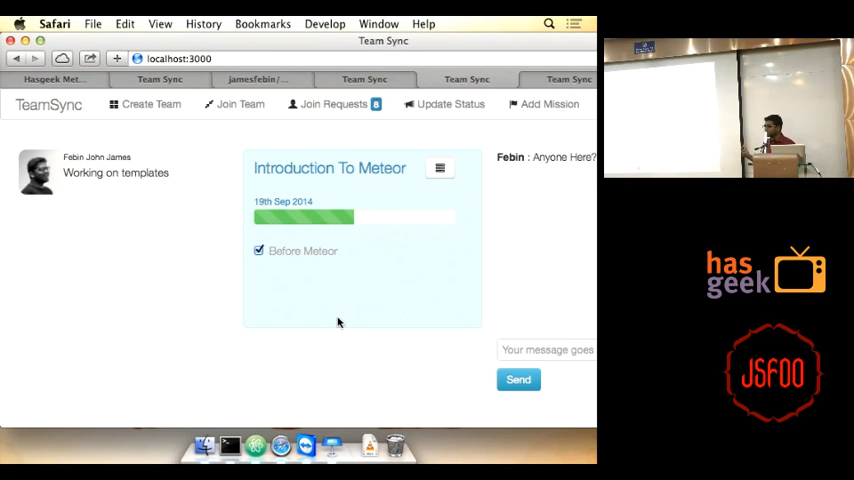 Safari File Edit View History Bookmarks Develop Window Help
Team Sync
localhost:3000
Hasgeek Met... Team Sync jamesfebin/... Team Sync Team Sync Team Sync
TeamSync Create Team Join Team Join Requests 8 Update Status Add Mission
Febin John James
Working on templates
Introduction To Meteor
19th Sep 2014
Before Meteor
Febin : Anyone Here?
Your message goes
Send
has
geek
JSFOO